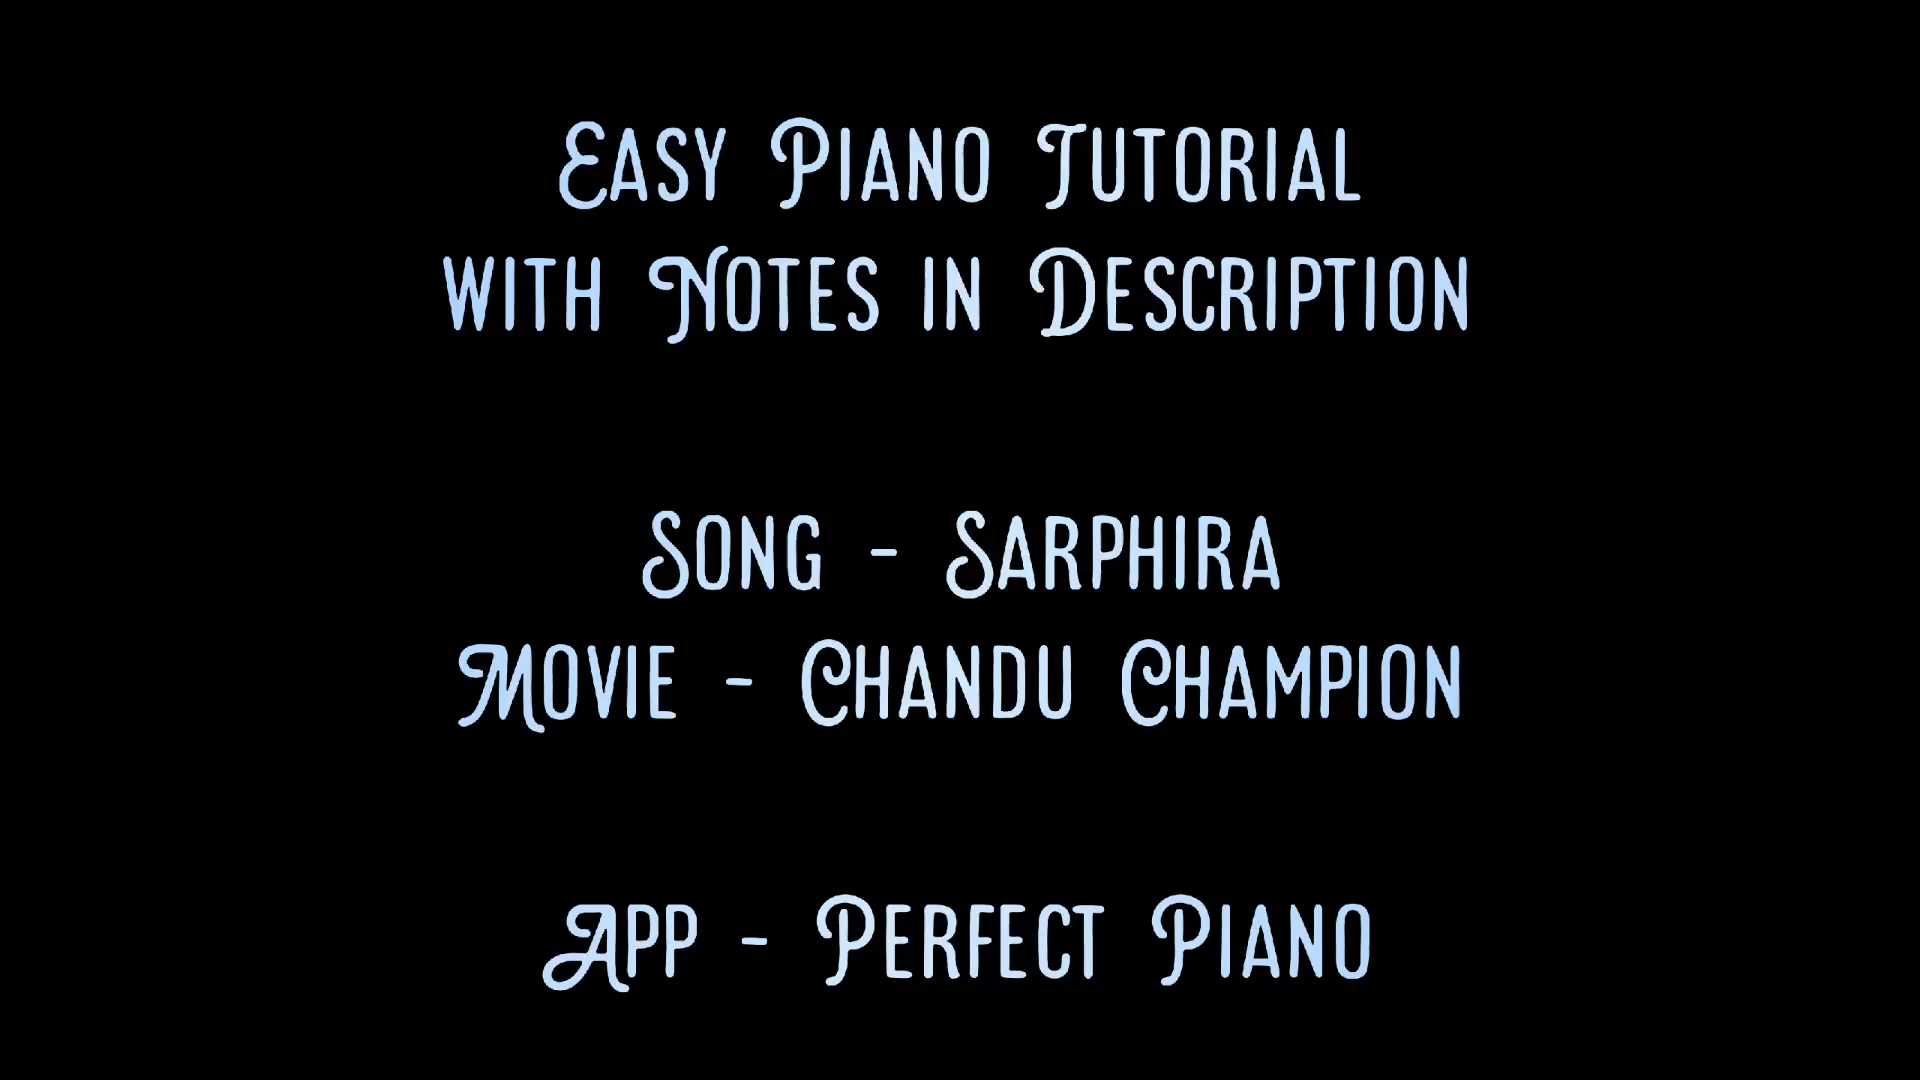 Easy Piano Tutorial
with Notes in Description
Song - Sarphira
Movie - Chandu Champion
App - Perfect Piano